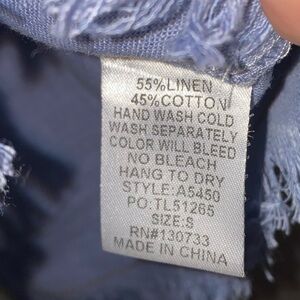 55%LINEN
45%COTTON
HAND WASH COLD
WASH SEPARATELY
COLOR WILL BLEED
NO BLEACH
HANG TO DRY
STYLE:A5450
PO:TL51265
SIZE:S
RN#130733
MADE IN CHINA